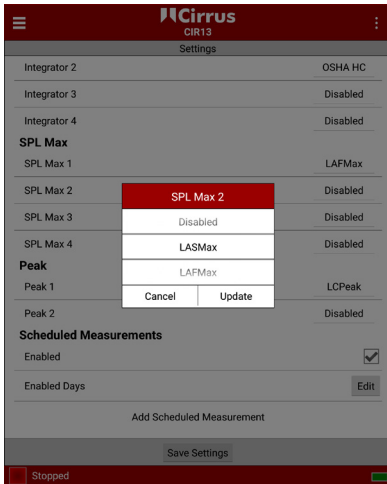 Cirrus
CIR13
Settings
Integrator 2 OSHA HC
Integrator 3 Disabled
Integrator 4 Disabled
SPL Max
SPL Max 1 LAFMax
SPL Max 2 Disabled
SPL Max 3 Disabled
SPL Max 4 Disabled
SPL Max 2
Disabled
LASMax
LAFMax
Cancel Update
Peak
Peak 1 LCPeak
Peak 2 Disabled
Scheduled Measurements
Enabled
Enabled Days Edit
Add Scheduled Measurement
Save Settings
Stopped